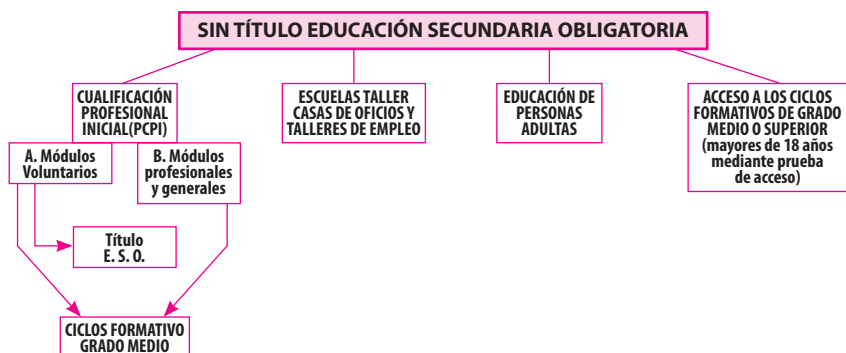 SIN TÍTULO EDUCACIÓN SECUNDARIA OBLIGATORIA
CUALIFICACIÓN
PROFESIONAL
INICIAL(PCPI)
A. Módulos
Voluntarios
B. Módulos
profesionales
y generales
Título
E. S. O.
CICLOS FORMATIVO
GRADO MEDIO
ESCUELAS TALLER
CASAS DE OFICIOS Y
TALLERES DE EMPLEO
EDUCACIÓN DE
PERSONAS
ADULTAS
ACCESO A LOS CICLOS
FORMATIVOS DE GRADO
MEDIO O SUPERIOR
(mayores de 18 años
mediante prueba
de acceso)